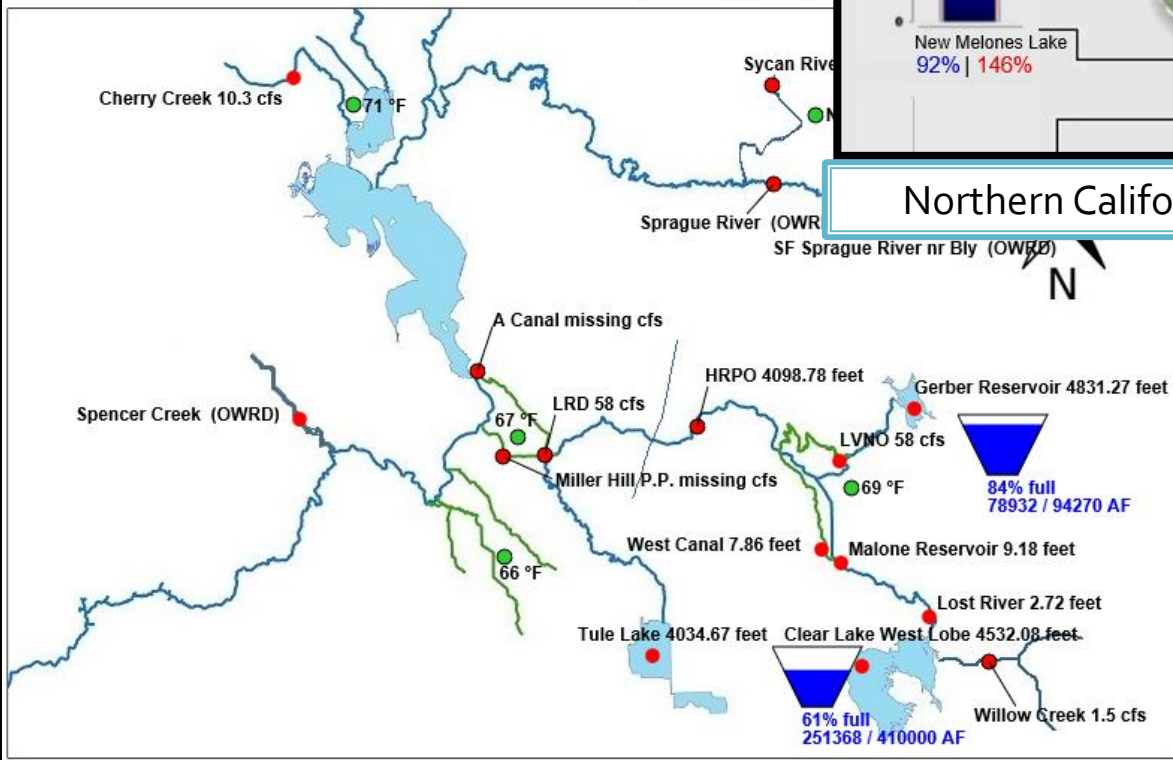 New Melones Lake
92% | 146%
Northern Califo
Sycan Rive
N
Cherry Creek 10.3 cfs
71 °F
Sprague River (OWR
SF Sprague River nr Bly (OWRD)
N
A Canal missing cfs
HRPO 4098.78 feet
Gerber Reservoir 4831.27 feet
Spencer Creek (OWRD)
LRD 58 cfs
67 °F
LVNO 58 cfs
Miller Hill P.P. missing cfs
69 °F
84% full
78932 / 94270 AF
West Canal 7.86 feet
Malone Reservoir 9.18 feet
66 °F
Lost River 2.72 feet
Tule Lake 4034.67 feet
Clear Lake West Lobe 4532.08 feet
Willow Creek 1.5 cfs
61% full
251368 / 410000 AF